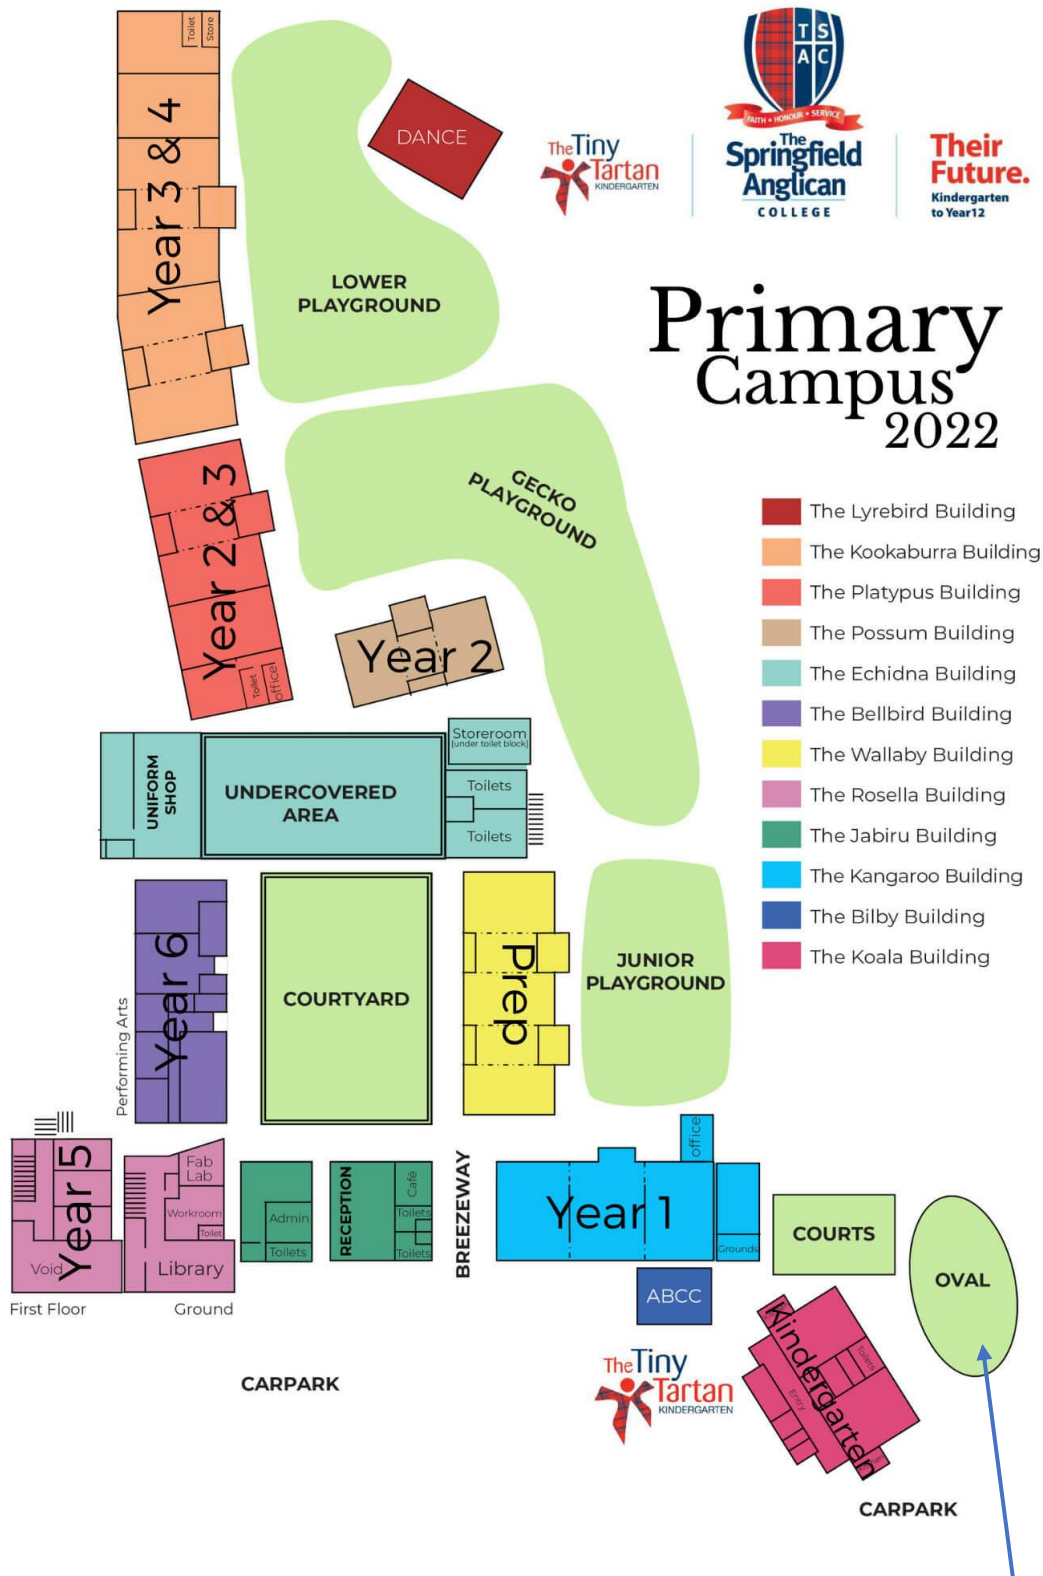 Toilet
Store
Year 3 & 4
DANCE
LOWER
PLAYGROUND
The Tiny
Tartan
KINDERGARTEN
T S
A C
FAITH • HONOUR • SERVICE
The
Springfield
Anglican
COLLEGE
Their
Future.
Kindergarten
to Year12
Primary
Campus
2022
GECKO
PLAYGROUND
Year 2 & 3
Toilet
office
Year 2
The Lyrebird Building
The Kookaburra Building
The Platypus Building
The Possum Building
The Echidna Building
The Bellbird Building
The Wallaby Building
The Rosella Building
The Jabiru Building
The Kangaroo Building
The Bilby Building
The Koala Building
UNIFORM
SHOP
UNDERCOVERED
AREA
Storeroom
(under toilet block)
Toilets
Toilets
Performing Arts
Year 6
COURTYARD
Prep
JUNIOR
PLAYGROUND
Year 5
Void
First Floor
Fab
Lab
Workroom
Toilet
Library
Ground
Admin
Toilets
RECEPTION
Café
Toilets
Toilets
BREEZEWAY
office
Year 1
Grounds
ABCC
COURTS
OVAL
Kindergarten
Toilets
Entry
CARPARK
The Tiny
Tartan
KINDERGARTEN
CARPARK